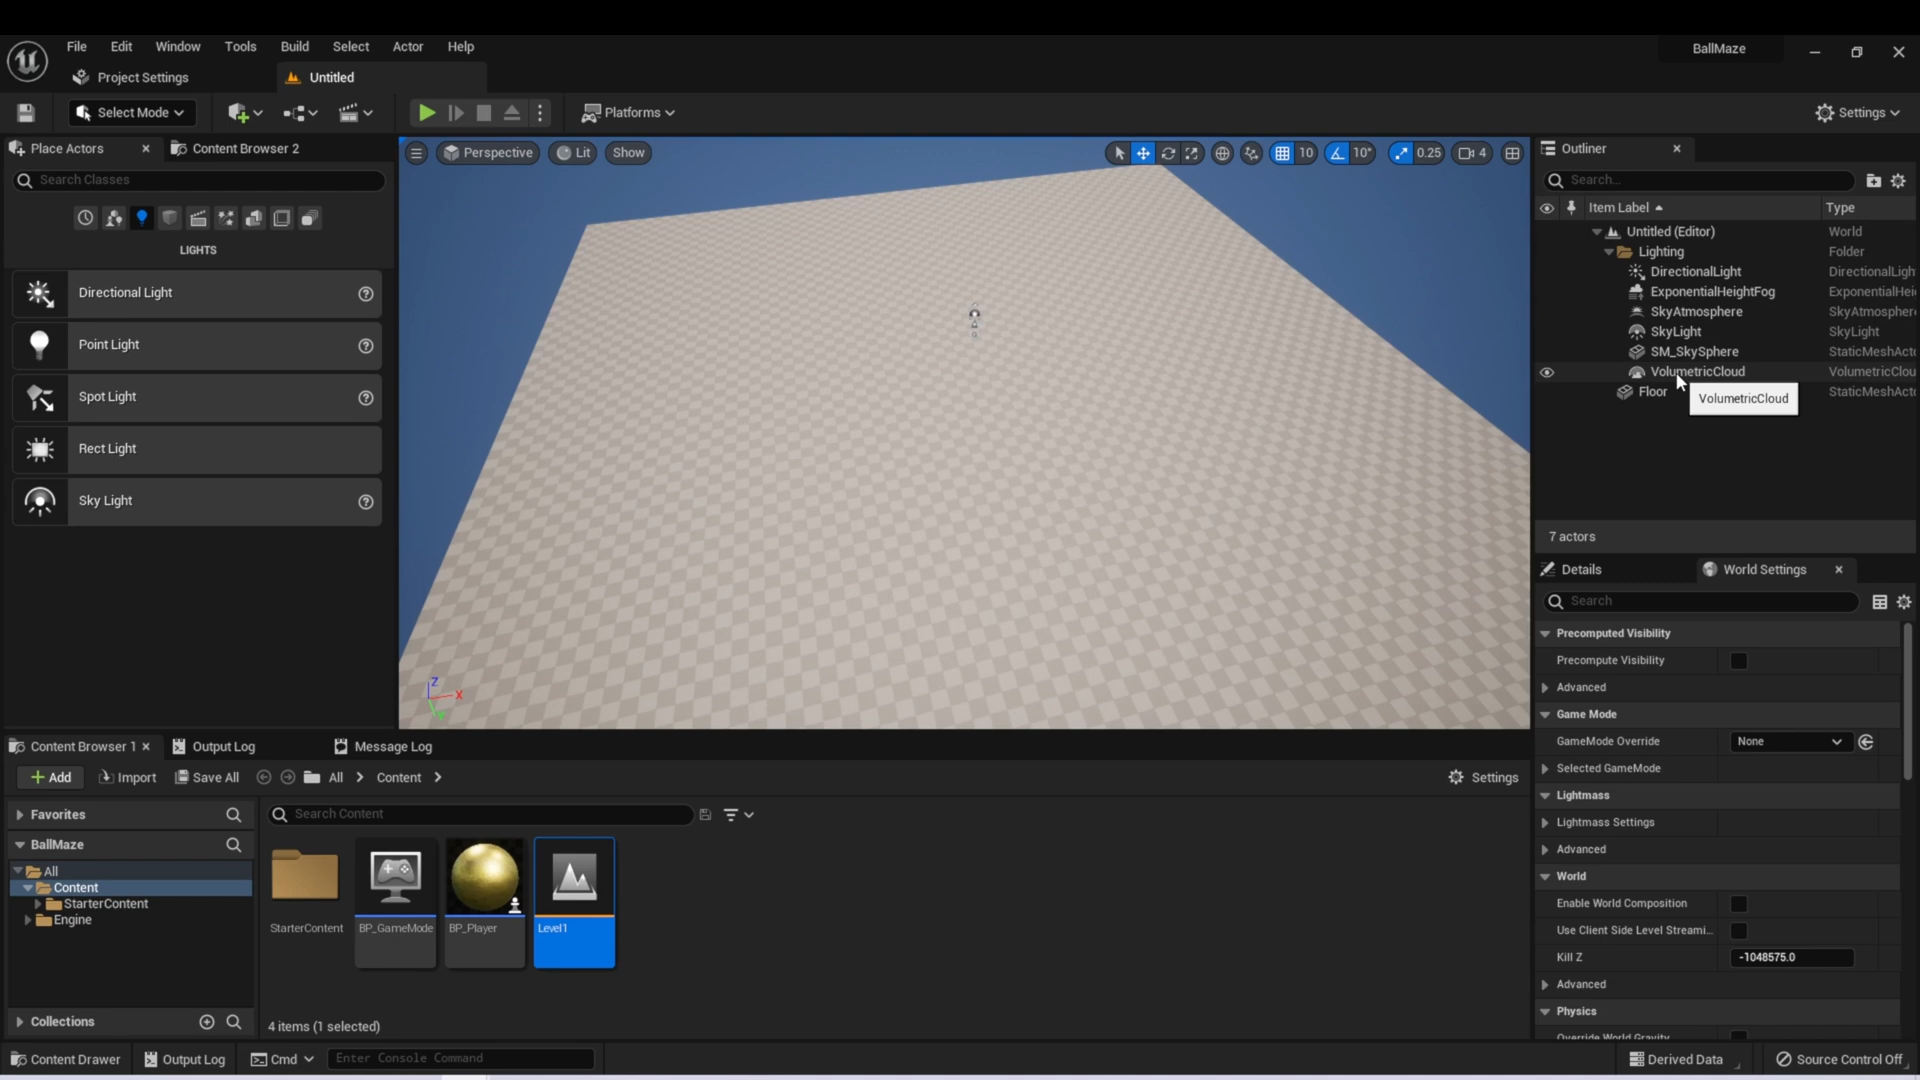 File Edit Window Tools Build Select Actor Help
BallMaze
Project Settings
Untitled
Select Mode
Platforms
Settings
Place Actors
Content Browser 2
Search Classes
LIGHTS
Directional Light
Point Light
Spot Light
Rect Light
Sky Light
Perspective Lit Show
10 10° 0.25 4
Z
X
Y
Outliner
Search...
Item Label Type
Untitled (Editor) World
Lighting Folder
DirectionalLight DirectionalLigh
ExponentialHeightFog ExponentialHei
SkyAtmosphere SkyAtmospher
SkyLight SkyLight
SM_SkySphere StaticMeshActo
VolumetricCloud VolumetricClou
Floor StaticMeshActo
VolumetricCloud
7 actors
Details
World Settings
Search
Precomputed Visibility
Precompute Visibility
Advanced
Game Mode
GameMode Override None
Selected GameMode
Lightmass
Lightmass Settings
Advanced
World
Enable World Composition
Use Client Side Level Streami...
Kill Z -1048575.0
Advanced
Physics
Override World Gravity
Content Browser 1
Output Log
Message Log
Add Import Save All All Content
Settings
Favorites
BallMaze
All
Content
StarterContent
Engine
Collections
Search Content
StarterContent
BP_GameMode
BP_Player
Level1
4 items (1 selected)
Content Drawer Output Log Cmd Enter Console Command
Derived Data Source Control Off